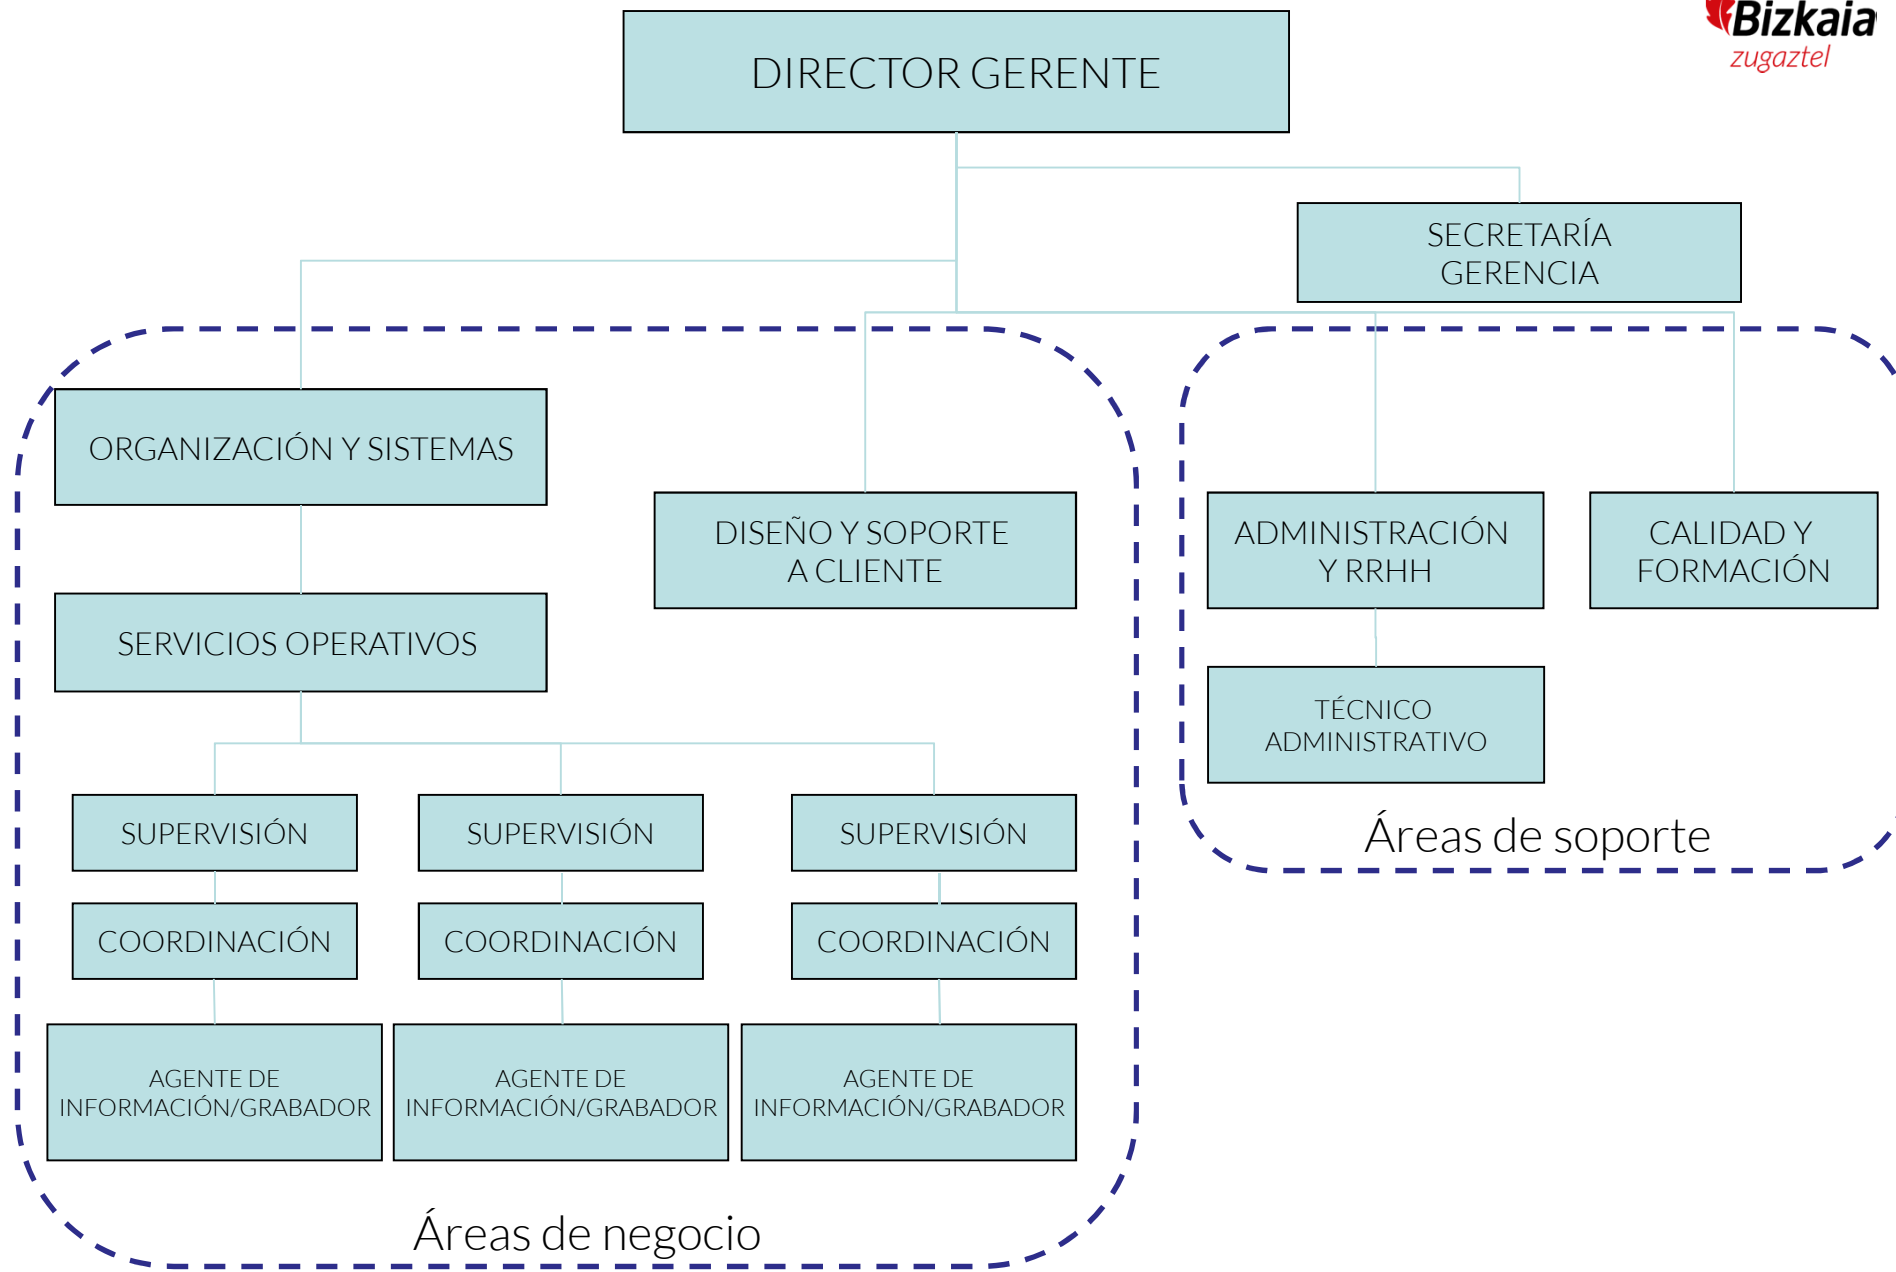 Bizkaia
zugaztel
DIRECTOR GERENTE
SECRETARÍA
GERENCIA
ORGANIZACIÓN Y SISTEMAS
DISEÑO Y SOPORTE
A CLIENTE
ADMINISTRACIÓN
Y RRHH
CALIDAD Y
FORMACIÓN
SERVICIOS OPERATIVOS
TÉCNICO
ADMINISTRATIVO
SUPERVISIÓN
SUPERVISIÓN
SUPERVISIÓN
Áreas de soporte
COORDINACIÓN
COORDINACIÓN
COORDINACIÓN
AGENTE DE
INFORMACIÓN/GRABADOR
AGENTE DE
INFORMACIÓN/GRABADOR
AGENTE DE
INFORMACIÓN/GRABADOR
Áreas de negocio